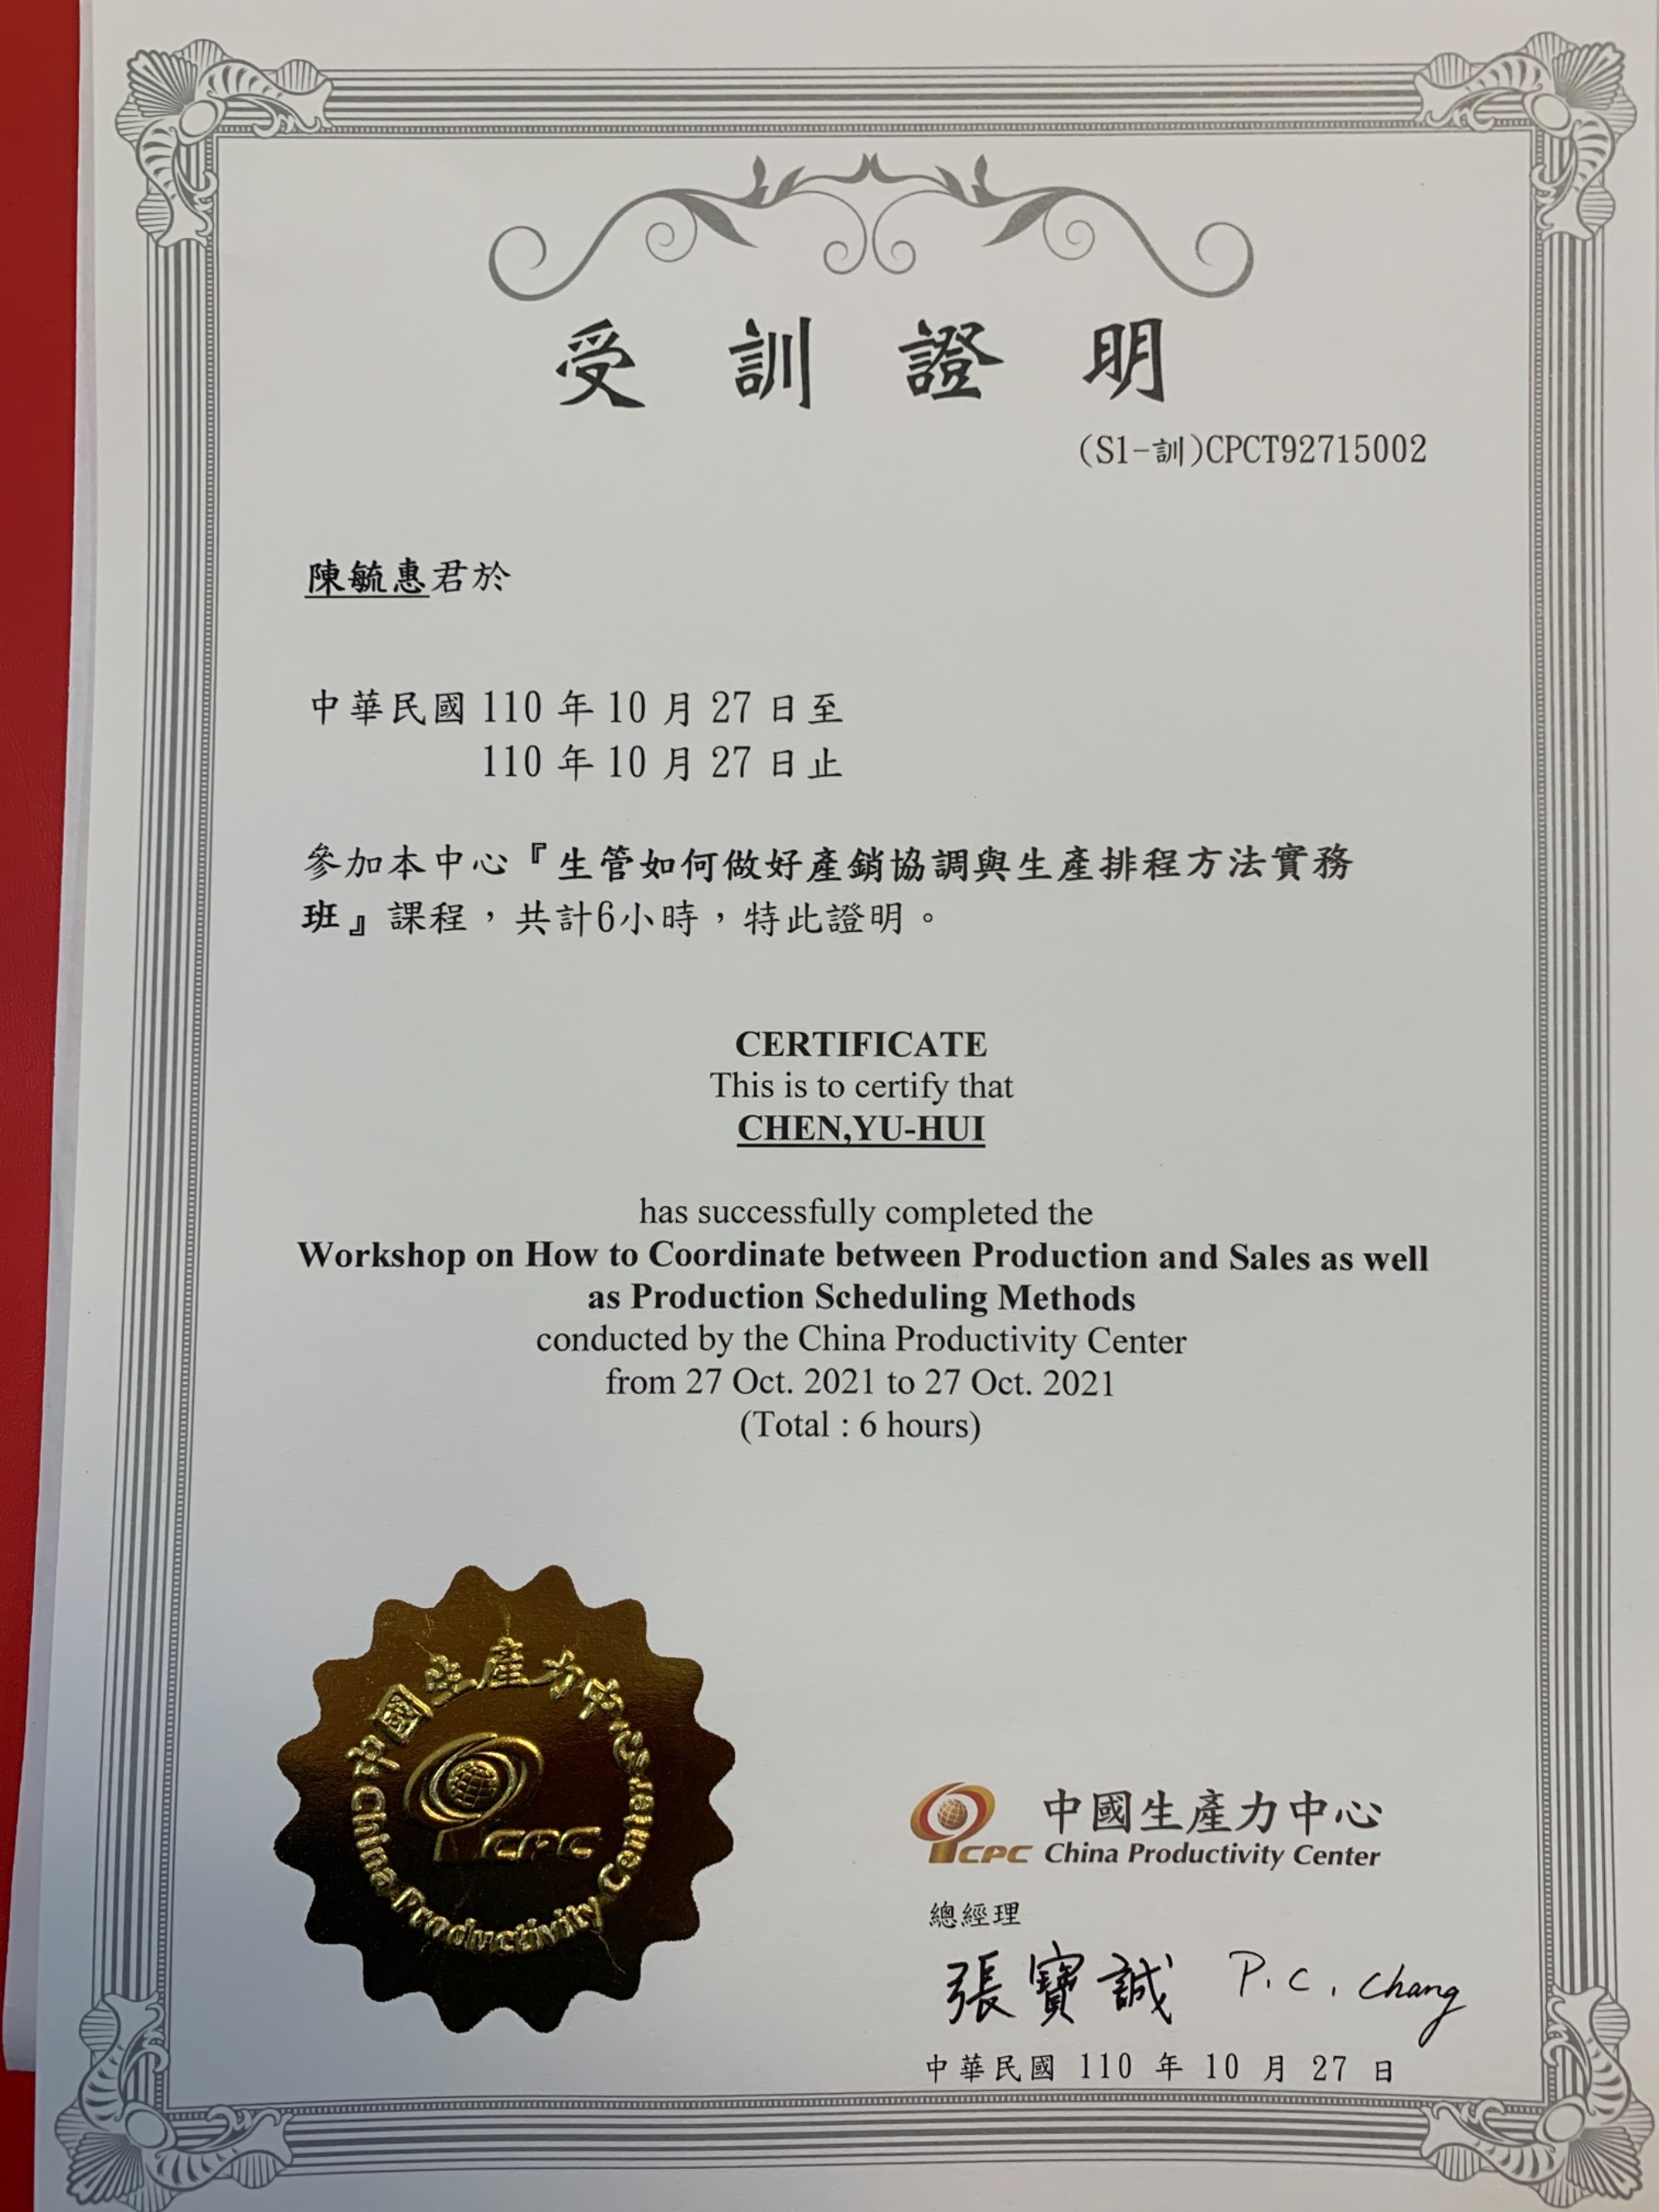 受訓證明
(S1-訓)CPCT92715002
陳毓惠君於
中華民國 110 年 10 月 27 日至
110 年 10 月 27 日止
參加本中心『生管如何做好產銷協調與生產排程方法實務
班』課程，共計6小時，特此證明。
CERTIFICATE
This is to certify that
CHEN,YU-HUI
has successfully completed the
Workshop on How to Coordinate between Production and Sales as well
as Production Scheduling Methods
conducted by the China Productivity Center
from 27 Oct. 2021 to 27 Oct. 2021
(Total : 6 hours)
中國生產力中心
CPC
China Productivity Center
中國生產力中心
CPC China Productivity Center
總經理
張寶誠 P. C. Chang
中華民國 110 年 10 月 27 日